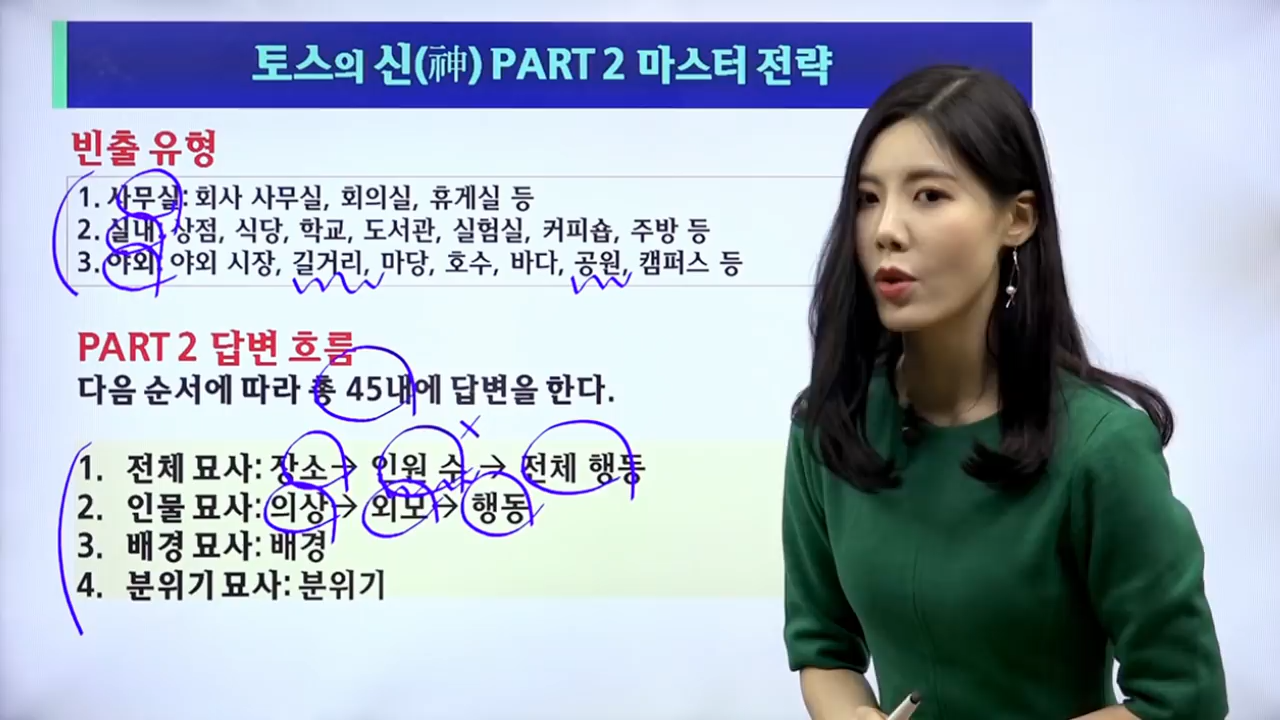 토스의 신(神) PART 2 마스터 전략
빈출 유형
1. 사무실: 회사 사무실, 회의실, 휴게실 등
2. 실내: 상점, 식당, 학교, 도서관, 실험실, 커피숍, 주방 등
3. 야외: 야외 시장, 길거리, 마당, 호수, 바다, 공원, 캠퍼스 등
PART 2 답변 흐름
다음 순서에 따라 총 45내에 답변을 한다.
1. 전체 묘사: 장소 → 인원 수 → 전체 행동
2. 인물 묘사: 의상 → 외모 → 행동
3. 배경 묘사: 배경
4. 분위기 묘사: 분위기